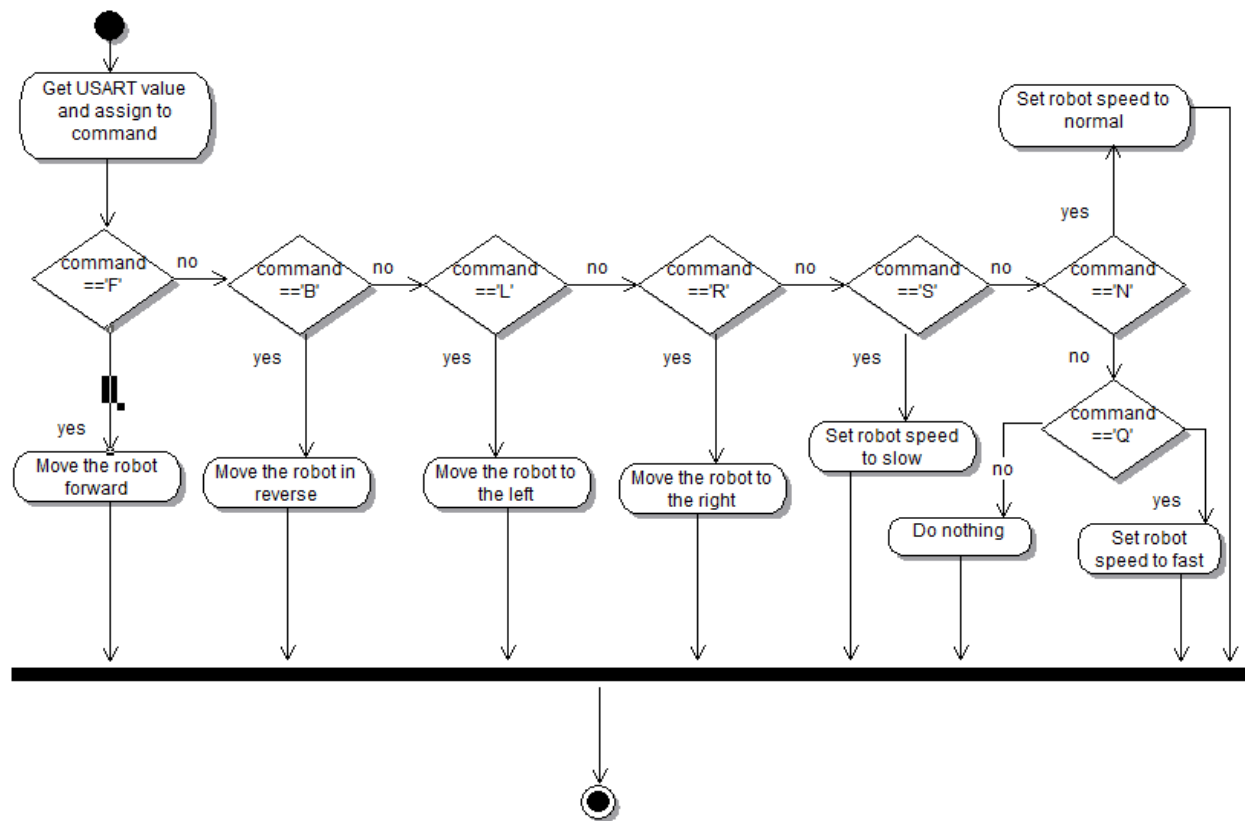 Get USART value
and assign to
command
Set robot speed to
normal
yes
command
=='F'
no
command
=='B'
no
command
=='L'
no
command
=='R'
no
command
=='S'
no
command
=='N'
yes
yes
yes
yes
yes
no
command
=='Q'
no
yes
Move the robot
forward
Move the robot in
reverse
Move the robot to
the left
Move the robot to
the right
Set robot speed
to slow
Do nothing
Set robot
speed to fast